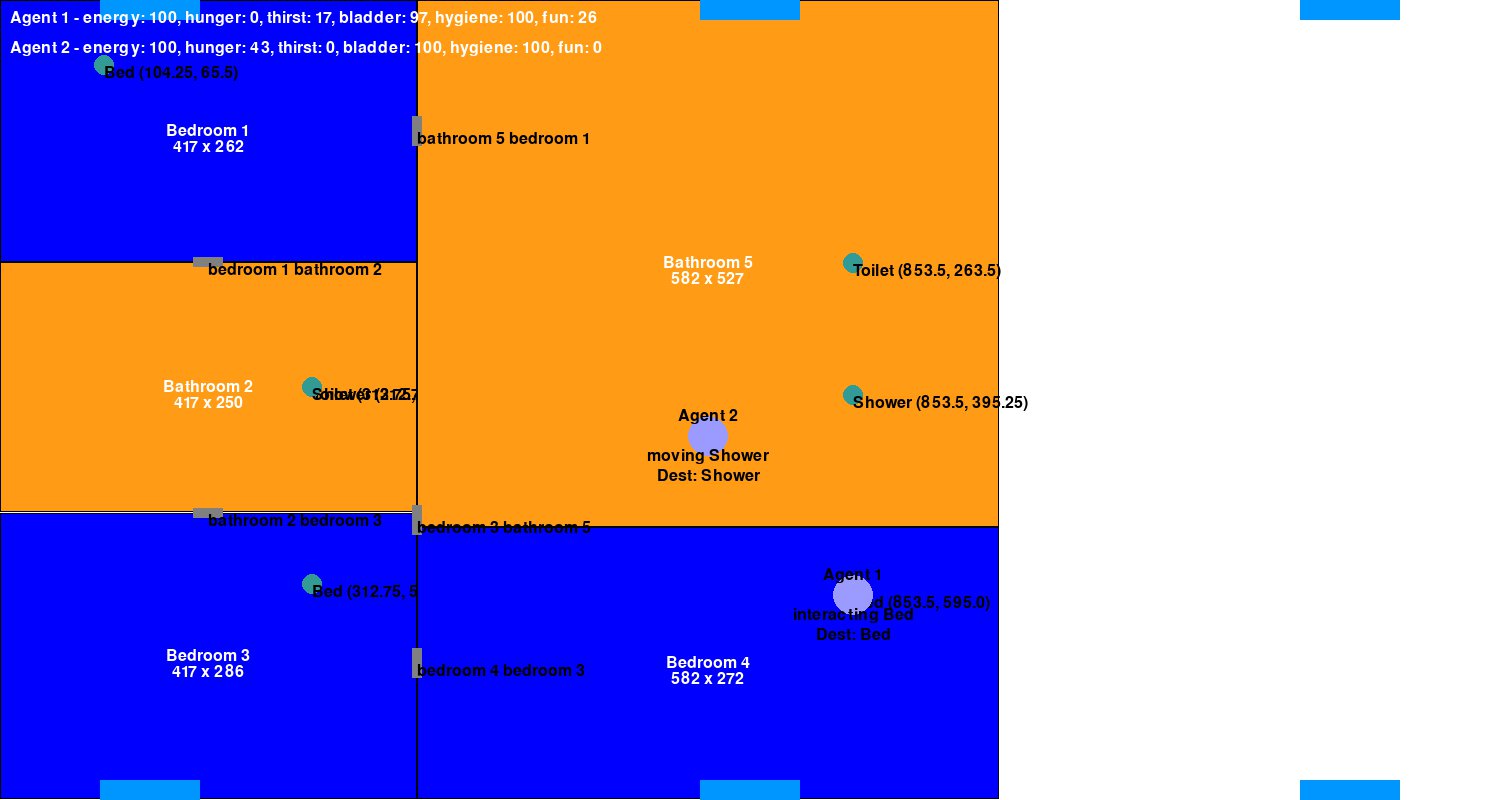 Agent 1 - energy: 100, hunger: 0, thirst: 17, bladder: 97, hygiene: 100, fun: 26
Agent 2 - energy: 100, hunger: 43, thirst: 0, bladder: 100, hygiene: 100, fun: 0
Bed (104.25, 65.5)
Bedroom 1
417 x 262
bathroom 5 bedroom 1
Bathroom 5
582 x 527
Toilet (853.5, 263.5)
bedroom 1 bathroom 2
Bathroom 2
417 x 250
Shower (853.5, 395.25)
Agent 2
moving Shower
Dest: Shower
bathroom 2 bedroom 3
bedroom 3 bathroom 5
Bed (312.75, 5
Agent 1
(853.5, 595.0)
interacting Bed
Dest: Bed
Bedroom 3
417 x 286
bedroom 4 bedroom 3
Bedroom 4
582 x 272